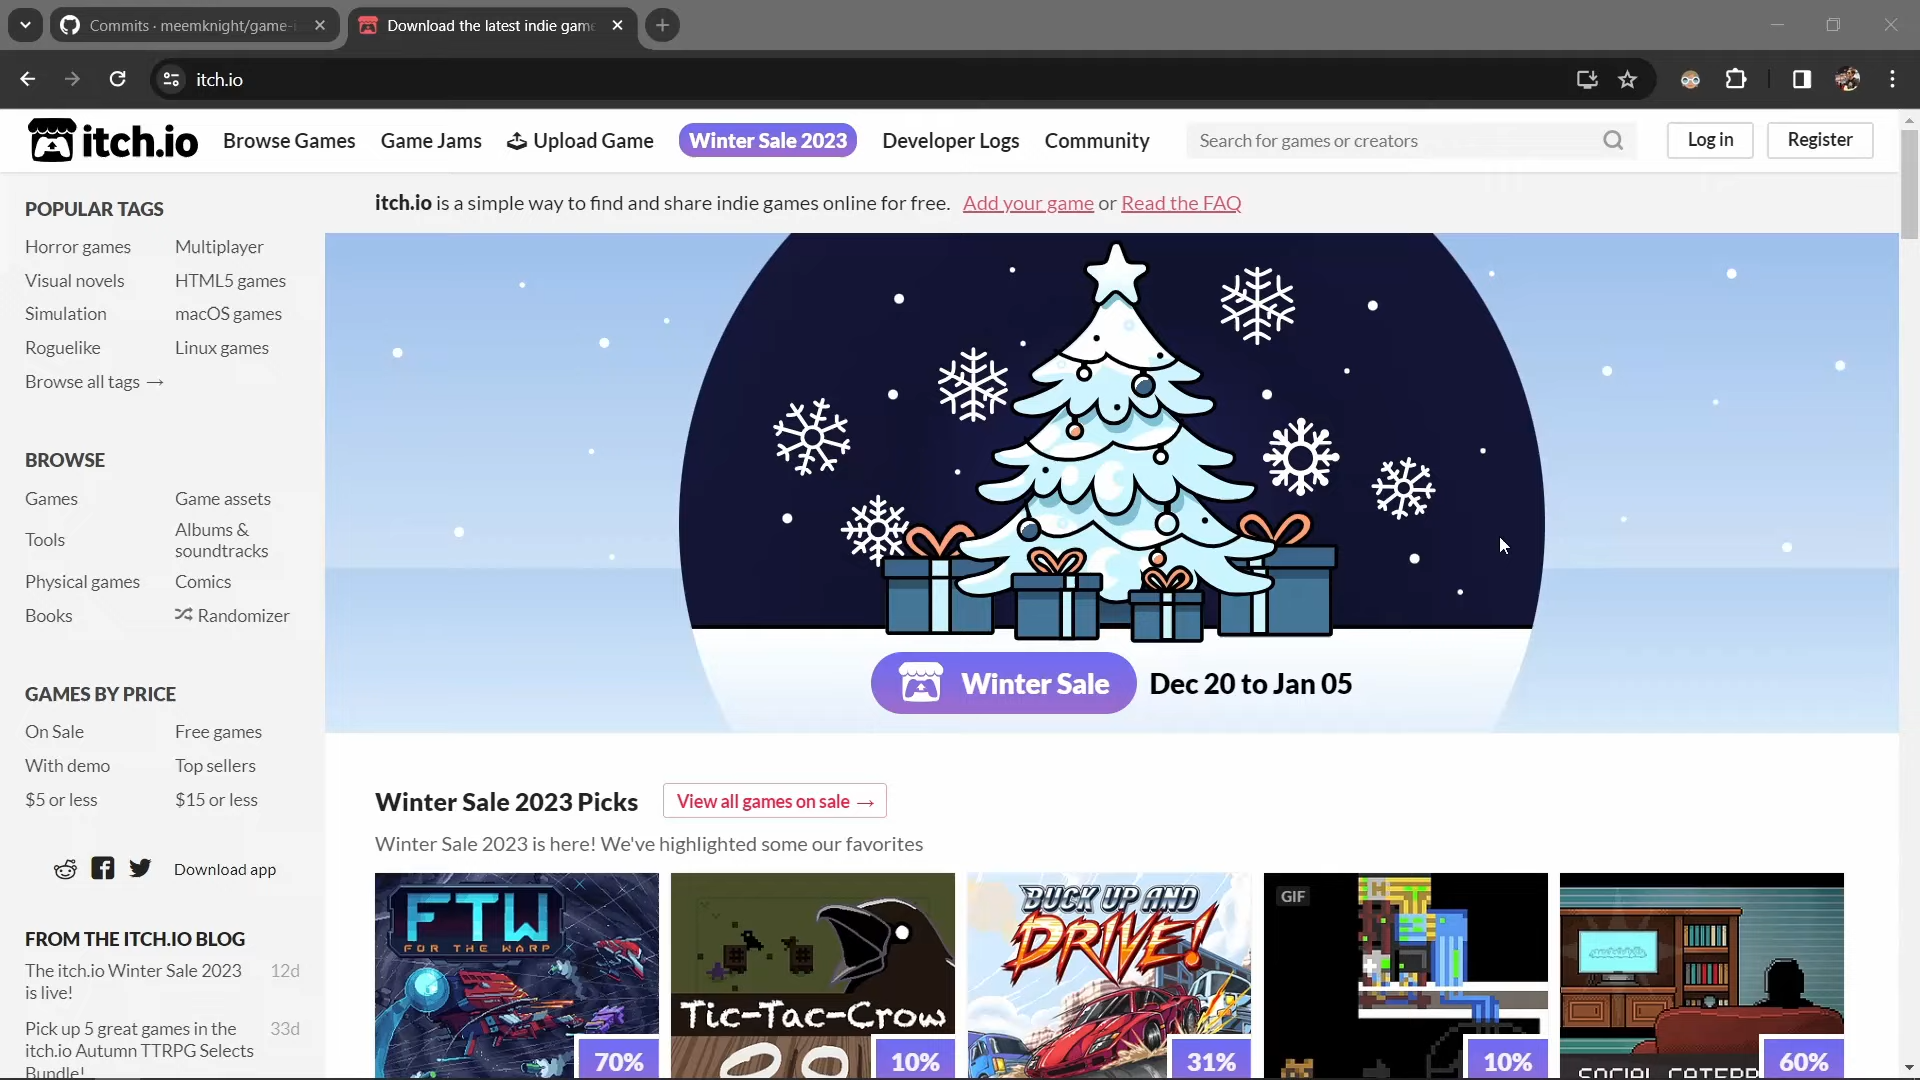 Commits · meemknight/game-
Download the latest indie game
itch.io
itch.io
Browse Games
Game Jams
Upload Game
Winter Sale 2023
Developer Logs
Community
Search for games or creators
Log in
Register
itch.io is a simple way to find and share indie games online for free. Add your game or Read the FAQ
POPULAR TAGS
Horror games
Multiplayer
Visual novels
HTML5 games
Simulation
macOS games
Roguelike
Linux games
Browse all tags →
BROWSE
Games
Game assets
Tools
Albums &
soundtracks
Physical games
Comics
Books
Randomizer
GAMES BY PRICE
On Sale
Free games
With demo
Top sellers
$5 or less
$15 or less
Download app
FROM THE ITCH.IO BLOG
The itch.io Winter Sale 2023
is live!
12d
Pick up 5 great games in the
itch.io Autumn TTRPG Selects
Bundle!
33d
Winter Sale
Dec 20 to Jan 05
Winter Sale 2023 Picks
View all games on sale →
Winter Sale 2023 is here! We've highlighted some our favorites
FTW
FOR THE WARP
70%
Tic-Tac-Crow
10%
BUCK UP AND
DRIVE!
31%
GIF
10%
60%